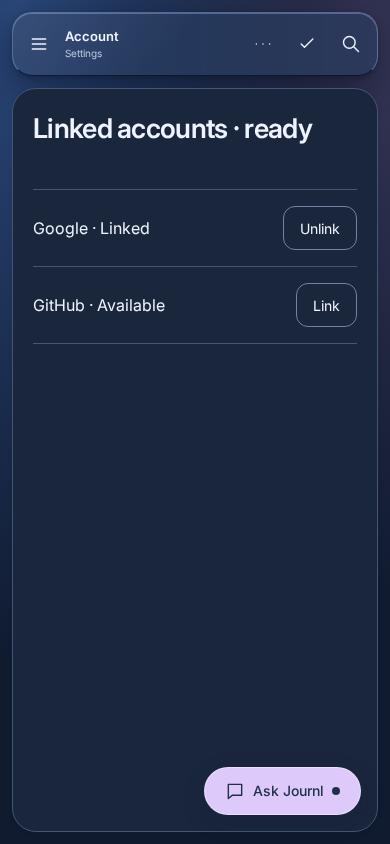 Account
Settings
Linked accounts · ready
Google · Linked
Unlink
GitHub · Available
Link
Ask Journl